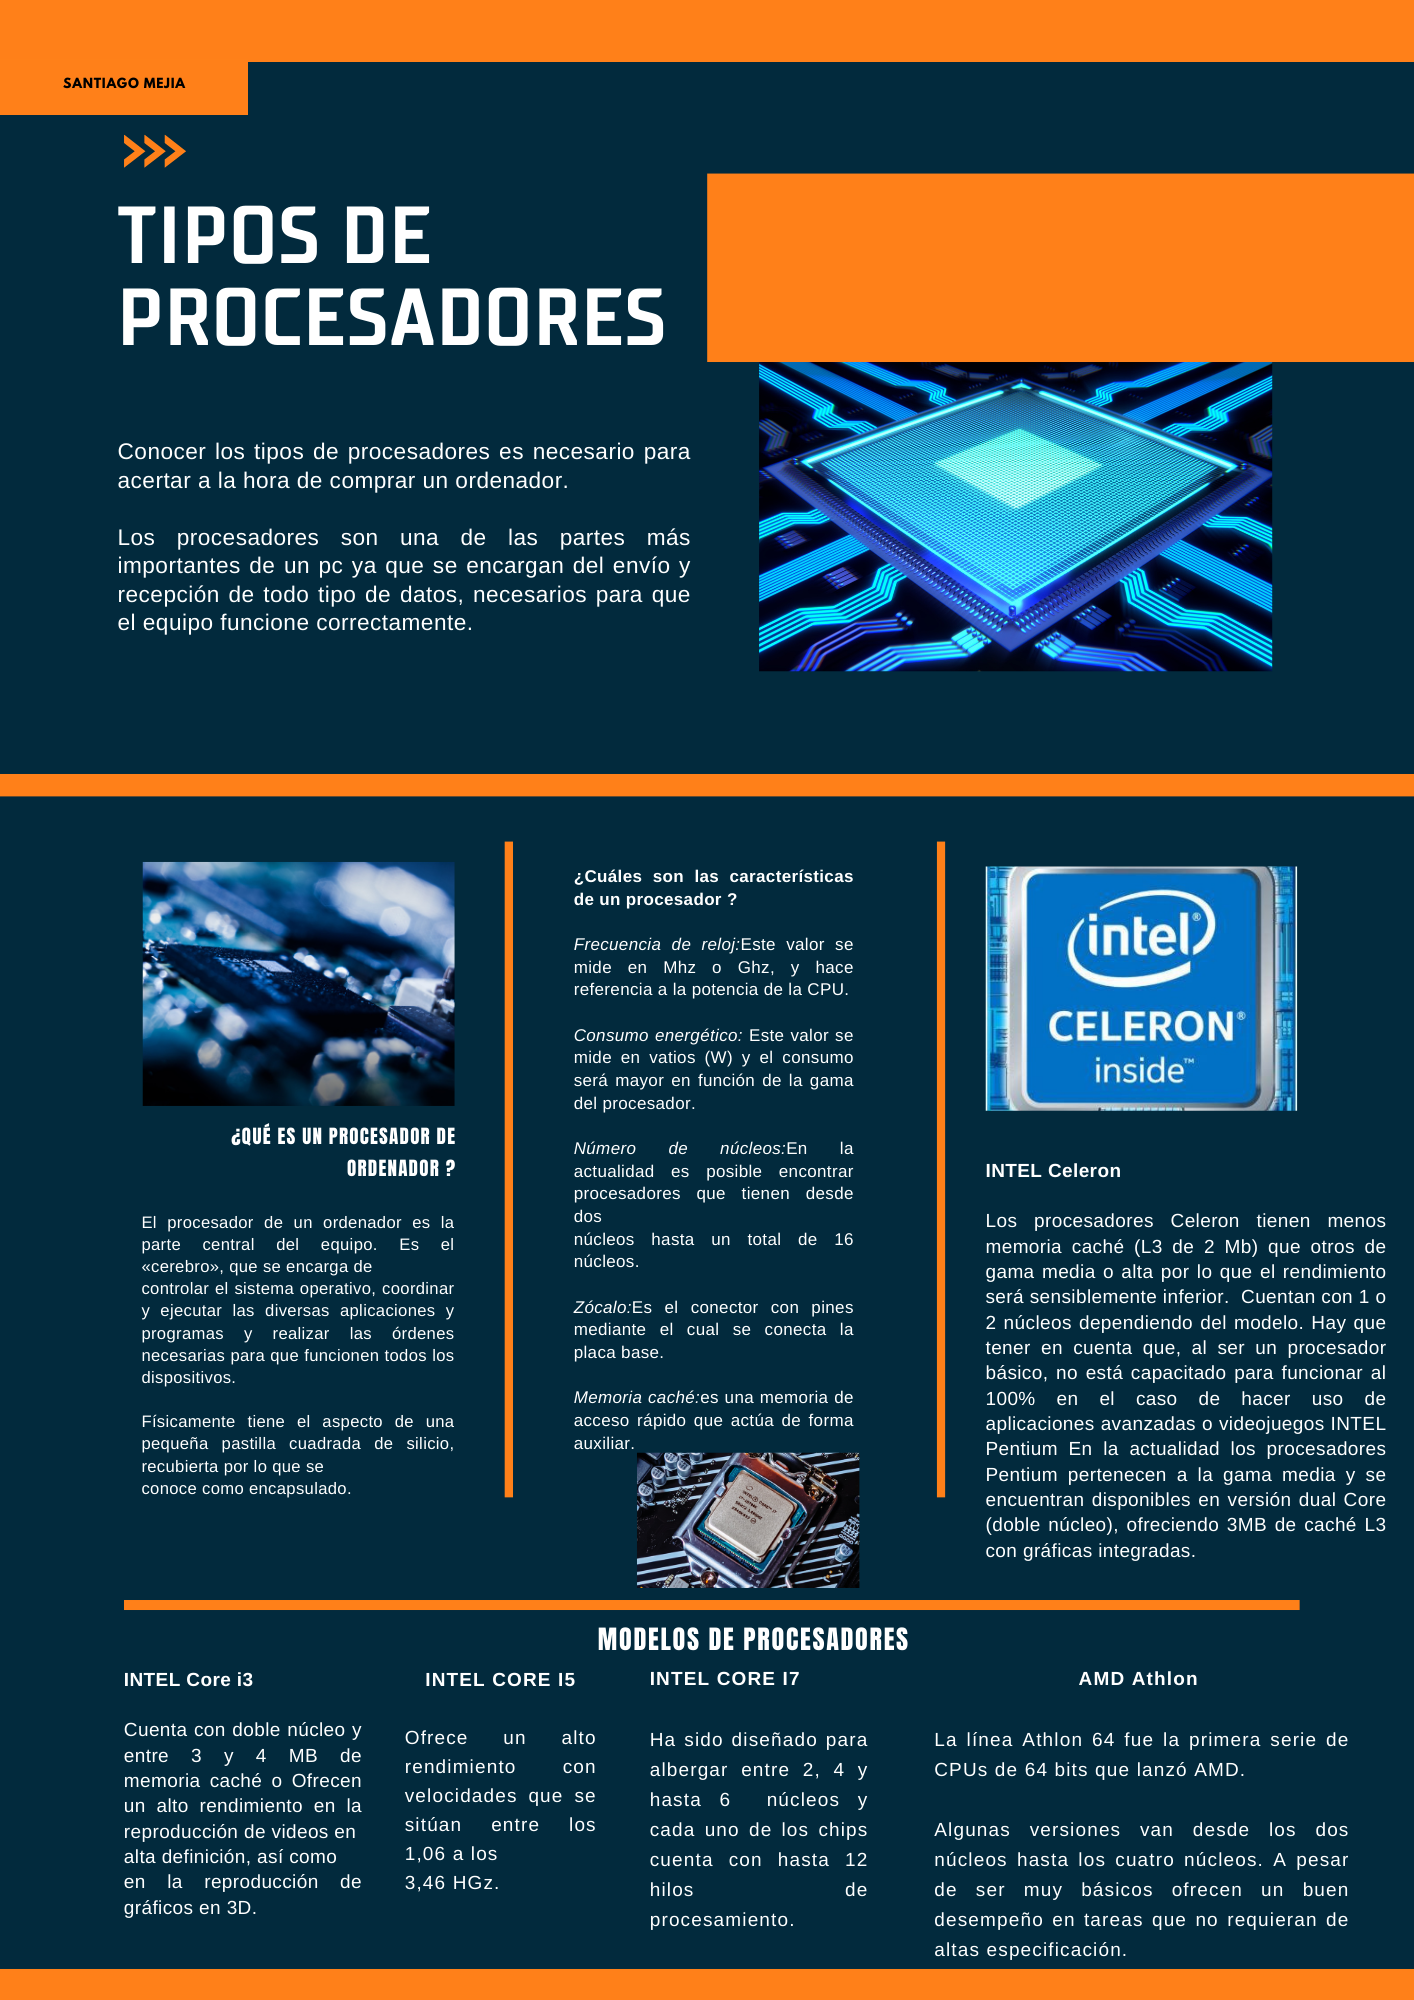 SANTIAGO MEJIA
TIPOS DE
PROCESADORES
Conocer los tipos de procesadores es necesario para
acertar a la hora de comprar un ordenador.
Los procesadores son una de las partes más
importantes de un pc ya que se encargan del envío y
recepción de todo tipo de datos, necesarios para que
el equipo funcione correctamente.
¿QUÉ ES UN PROCESADOR DE
ORDENADOR ?
El procesador de un ordenador es la
parte central del equipo. Es el
«cerebro», que se encarga de
controlar el sistema operativo, coordinar
y ejecutar las diversas aplicaciones y
programas y realizar las órdenes
necesarias para que funcionen todos los
dispositivos.
Físicamente tiene el aspecto de una
pequeña pastilla cuadrada de silicio,
recubierta por lo que se
conoce como encapsulado.
¿Cuáles son las características
de un procesador ?
Frecuencia de reloj:Este valor se
mide en Mhz o Ghz, y hace
referencia a la potencia de la CPU.
Consumo energético: Este valor se
mide en vatios (W) y el consumo
será mayor en función de la gama
del procesador.
Número de núcleos:En la
actualidad es posible encontrar
procesadores que tienen desde
dos
núcleos hasta un total de 16
núcleos.
Zócalo:Es el conector con pines
mediante el cual se conecta la
placa base.
Memoria caché:es una memoria de
acceso rápido que actúa de forma
auxiliar.
intel®
CELERON®
inside™
INTEL Celeron
Los procesadores Celeron tienen menos
memoria caché (L3 de 2 Mb) que otros de
gama media o alta por lo que el rendimiento
será sensiblemente inferior. Cuentan con 1 o
2 núcleos dependiendo del modelo. Hay que
tener en cuenta que, al ser un procesador
básico, no está capacitado para funcionar al
100% en el caso de hacer uso de
aplicaciones avanzadas o videojuegos INTEL
Pentium En la actualidad los procesadores
Pentium pertenecen a la gama media y se
encuentran disponibles en versión dual Core
(doble núcleo), ofreciendo 3MB de caché L3
con gráficas integradas.
MODELOS DE PROCESADORES
INTEL Core i3
Cuenta con doble núcleo y
entre 3 y 4 MB de
memoria caché o Ofrecen
un alto rendimiento en la
reproducción de videos en
alta definición, así como
en la reproducción de
gráficos en 3D.
INTEL CORE I5
Ofrece un alto
rendimiento con
velocidades que se
sitúan entre los
1,06 a los
3,46 HGz.
INTEL CORE I7
Ha sido diseñado para
albergar entre 2, 4 y
hasta 6 núcleos y
cada uno de los chips
cuenta con hasta 12
hilos de
procesamiento.
AMD Athlon
La línea Athlon 64 fue la primera serie de
CPUs de 64 bits que lanzó AMD.
Algunas versiones van desde los dos
núcleos hasta los cuatro núcleos. A pesar
de ser muy básicos ofrecen un buen
desempeño en tareas que no requieran de
altas especificación.